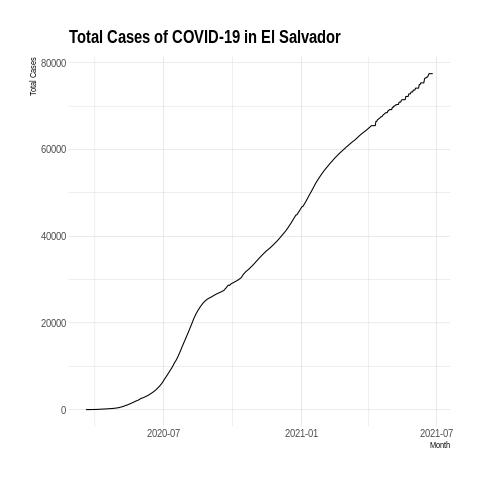 Total Cases of COVID-19 in El Salvador
Total Cases
80000
60000
40000
20000
0
2020-07
2021-01
2021-07
Month